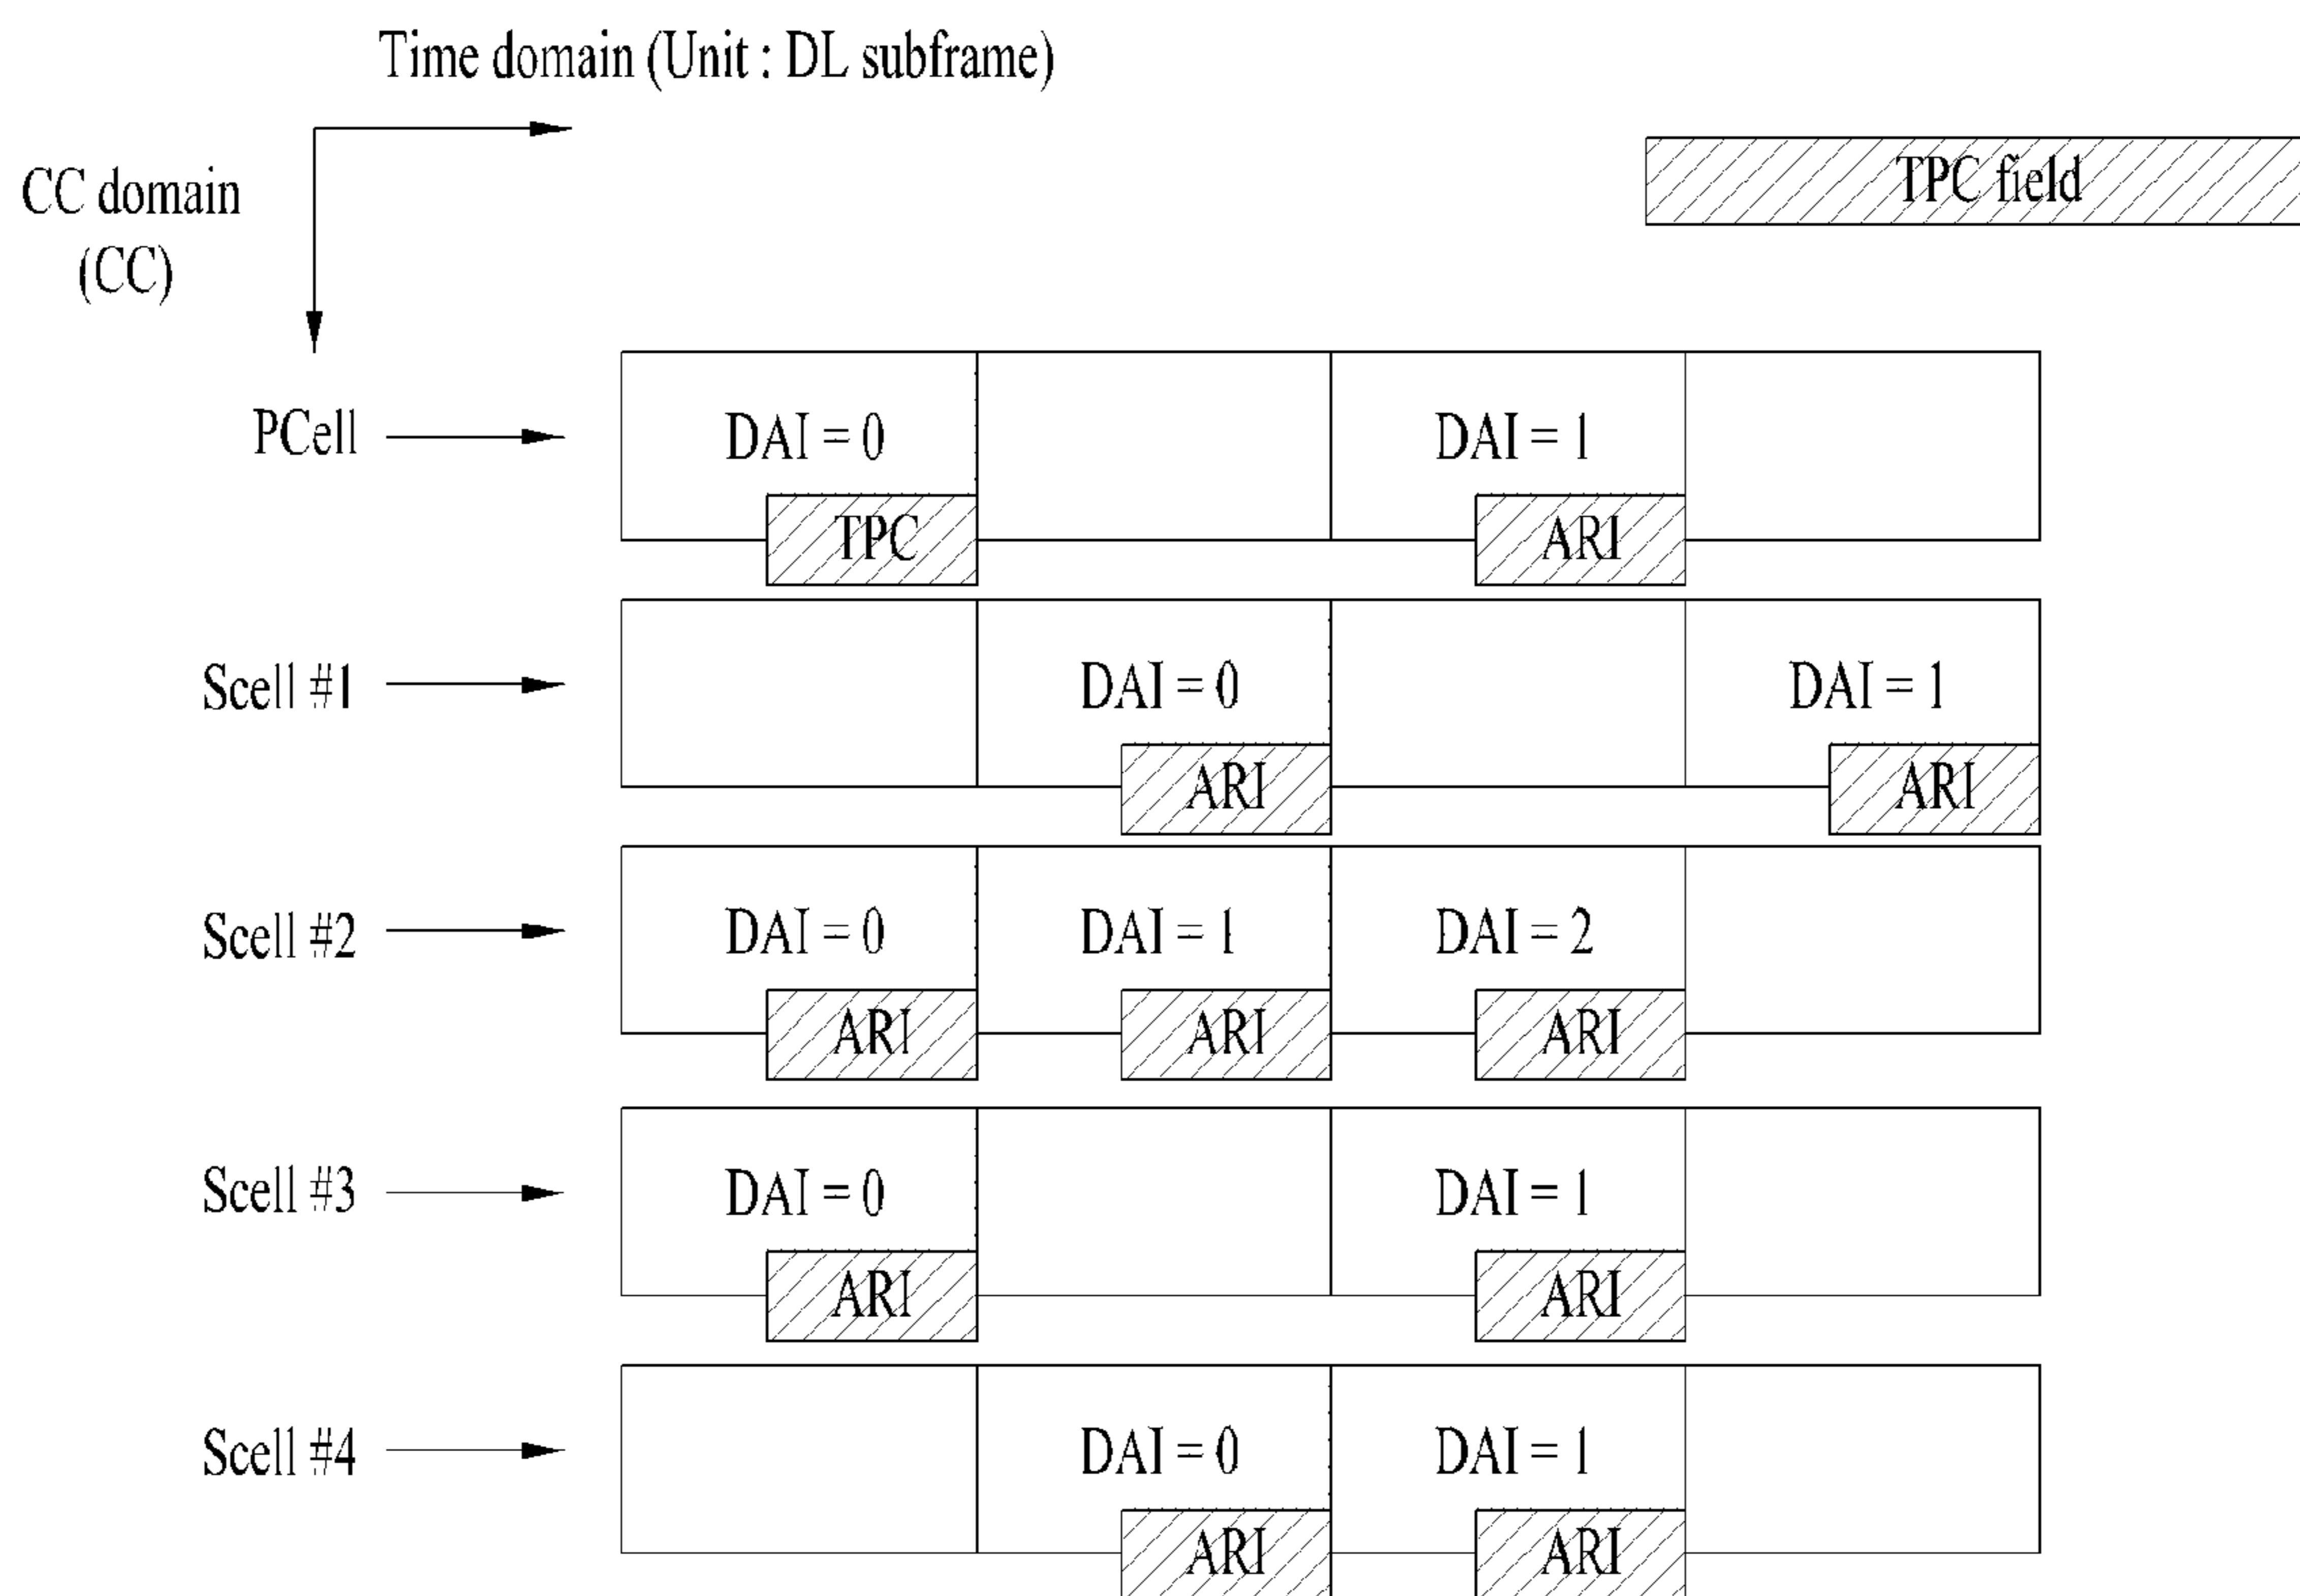 Time domain (Unit : DL subframe)
CC domain
(CC)
TPC field
PCell
DAI = 0
DAI = 1
TPC
ARI
Scell #1
DAI = 0
DAI = 1
ARI
ARI
Scell #2
DAI = 0
DAI = 1
DAI = 2
ARI
ARI
ARI
Scell #3
DAI = 0
DAI = 1
ARI
ARI
Scell #4
DAI = 0
DAI = 1
ARI
ARI